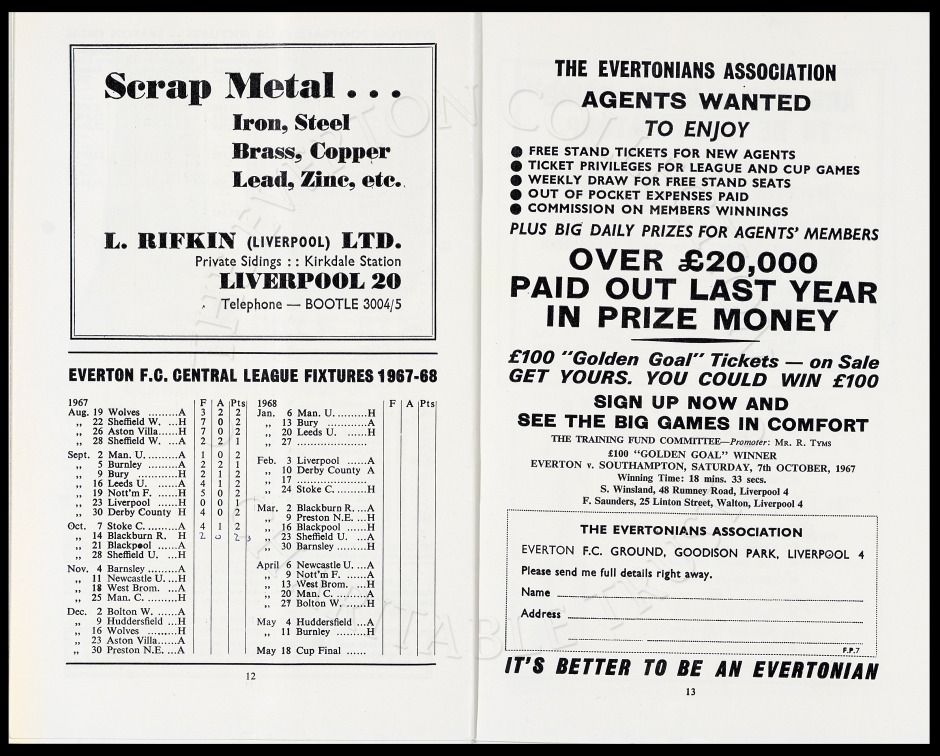 Scrap Metal . . .
Iron, Steel
Brass, Copper
Lead, Zinc, etc.
L. RIFKIN (LIVERPOOL) LTD.
Private Sidings : : Kirkdale Station
LIVERPOOL 20
Telephone — BOOTLE 3004/5
EVERTON F.C. CENTRAL LEAGUE FIXTURES 1967-68
1967 F A Pts
Aug. 19 Wolves ........A 3 2 2
,, 22 Sheffield W. ...H 7 0 2
,, 26 Aston Villa......H 7 0 2
,, 28 Sheffield W. ...A 2 2 1
Sept. 2 Man. U. .........A 1 0 2
,, 5 Burnley .........A 2 2 1
,, 9 Bury ............H 2 1 2
,, 16 Leeds U. .......A 4 1 2
,, 19 Nott'm F. ......H 5 0 2
,, 23 Liverpool ......H 0 0 1
,, 30 Derby County H 4 0 2
Oct. 7 Stoke C..........A 4 1 2
,, 14 Blackburn R. H 2 0 2
,, 21 Blackpool ......A
,, 28 Sheffield U. ...H
Nov. 4 Barnsley .........A
,, 11 Newcastle U. ...H
,, 18 West Brom. ...A
,, 25 Man. C. .........H
Dec. 2 Bolton W. ......A
,, 9 Huddersfield ...H
,, 16 Wolves .........H
,, 23 Aston Villa......A
,, 30 Preston N.E. ...A
1968 F A Pts
Jan. 6 Man. U. .........H
,, 13 Bury ............A
,, 20 Leeds U. .......H
,, 27 .....................
Feb. 3 Liverpool ......A
,, 10 Derby County A
,, 17 .....................
,, 24 Stoke C. .........H
Mar. 2 Blackburn R. ...A
,, 9 Preston N.E. ...H
,, 16 Blackpool ......H
,, 23 Sheffield U. ...A
,, 30 Barnsley .........H
April 6 Newcastle U. ...A
,, 9 Nott'm F. ......A
,, 13 West Brom. ...H
,, 20 Man. C. .........A
,, 27 Bolton W. ......H
May 4 Huddersfield ...A
,, 11 Burnley .........H
May 18 Cup Final ......
12
THE EVERTONIANS ASSOCIATION
AGENTS WANTED
TO ENJOY
● FREE STAND TICKETS FOR NEW AGENTS
● TICKET PRIVILEGES FOR LEAGUE AND CUP GAMES
● WEEKLY DRAW FOR FREE STAND SEATS
● OUT OF POCKET EXPENSES PAID
● COMMISSION ON MEMBERS WINNINGS
PLUS BIG DAILY PRIZES FOR AGENTS' MEMBERS
OVER £20,000
PAID OUT LAST YEAR
IN PRIZE MONEY
£100 "Golden Goal" Tickets — on Sale
GET YOURS. YOU COULD WIN £100
SIGN UP NOW AND
SEE THE BIG GAMES IN COMFORT
THE TRAINING FUND COMMITTEE—Promoter: MR. R. TYMS
£100 "GOLDEN GOAL" WINNER
EVERTON v. SOUTHAMPTON, SATURDAY, 7th OCTOBER, 1967
Winning Time: 18 mins. 33 secs.
S. Winsland, 48 Rumney Road, Liverpool 4
F. Saunders, 25 Linton Street, Walton, Liverpool 4
THE EVERTONIANS ASSOCIATION
EVERTON F.C. GROUND, GOODISON PARK, LIVERPOOL 4
Please send me full details right away.
Name
Address
F.P.7
IT'S BETTER TO BE AN EVERTONIAN
13